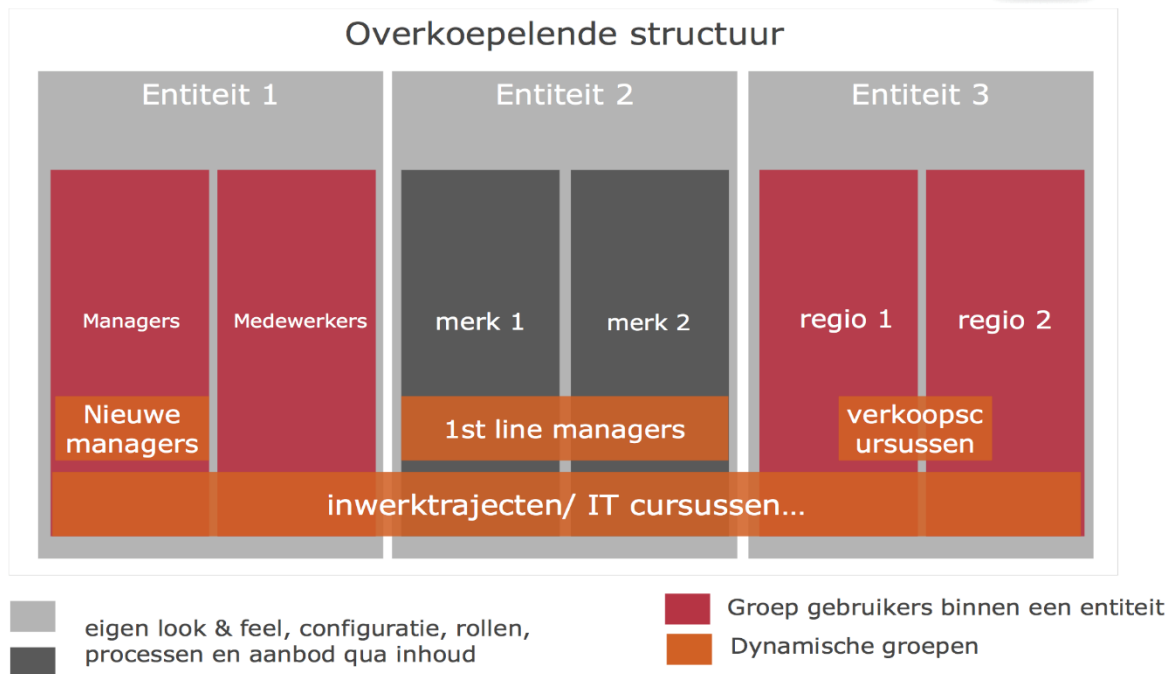 Overkoepelende structuur
Entiteit 1
Entiteit 2
Entiteit 3
Managers
Medewerkers
merk 1
merk 2
regio 1
regio 2
Nieuwe
managers
1st line managers
verkoopsc
ursussen
inwerktrajecten/ IT cursussen...
eigen look & feel, configuratie, rollen,
processen en aanbod qua inhoud
Groep gebruikers binnen een entiteit
Dynamische groepen